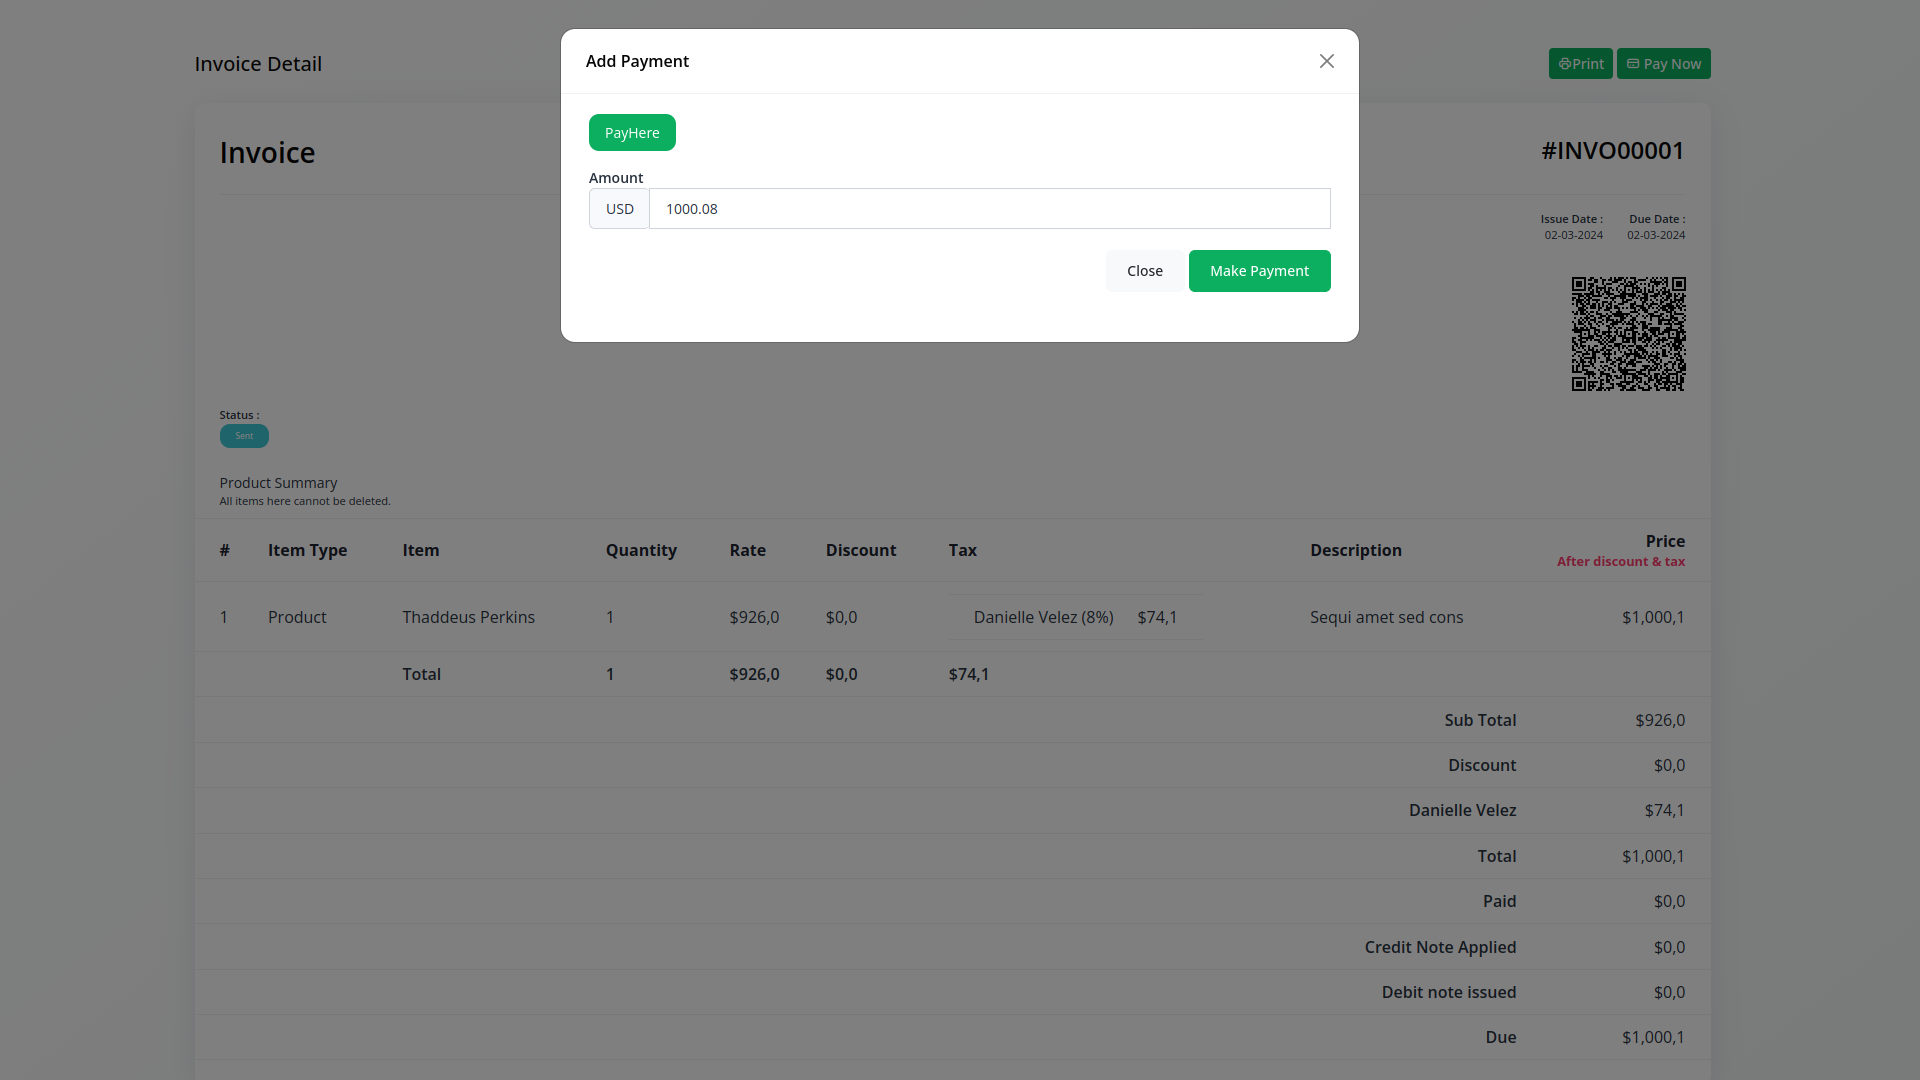 Add Payment
PayHere
Amount
USD 1000.08
Close Make Payment
Invoice Detail
Print Pay Now
Invoice #INVO00001
Issue Date : Due Date :
02-03-2024 02-03-2024
Status :
Sent
Product Summary
All items here cannot be deleted.
# Item Type Item Quantity Rate Discount Tax Description Price
After discount & tax
1 Product Thaddeus Perkins 1 $926,0 $0,0 Danielle Velez (8%) $74,1 Sequi amet sed cons $1,000,1
Total 1 $926,0 $0,0 $74,1
Sub Total $926,0
Discount $0,0
Danielle Velez $74,1
Total $1,000,1
Paid $0,0
Credit Note Applied $0,0
Debit note issued $0,0
Due $1,000,1